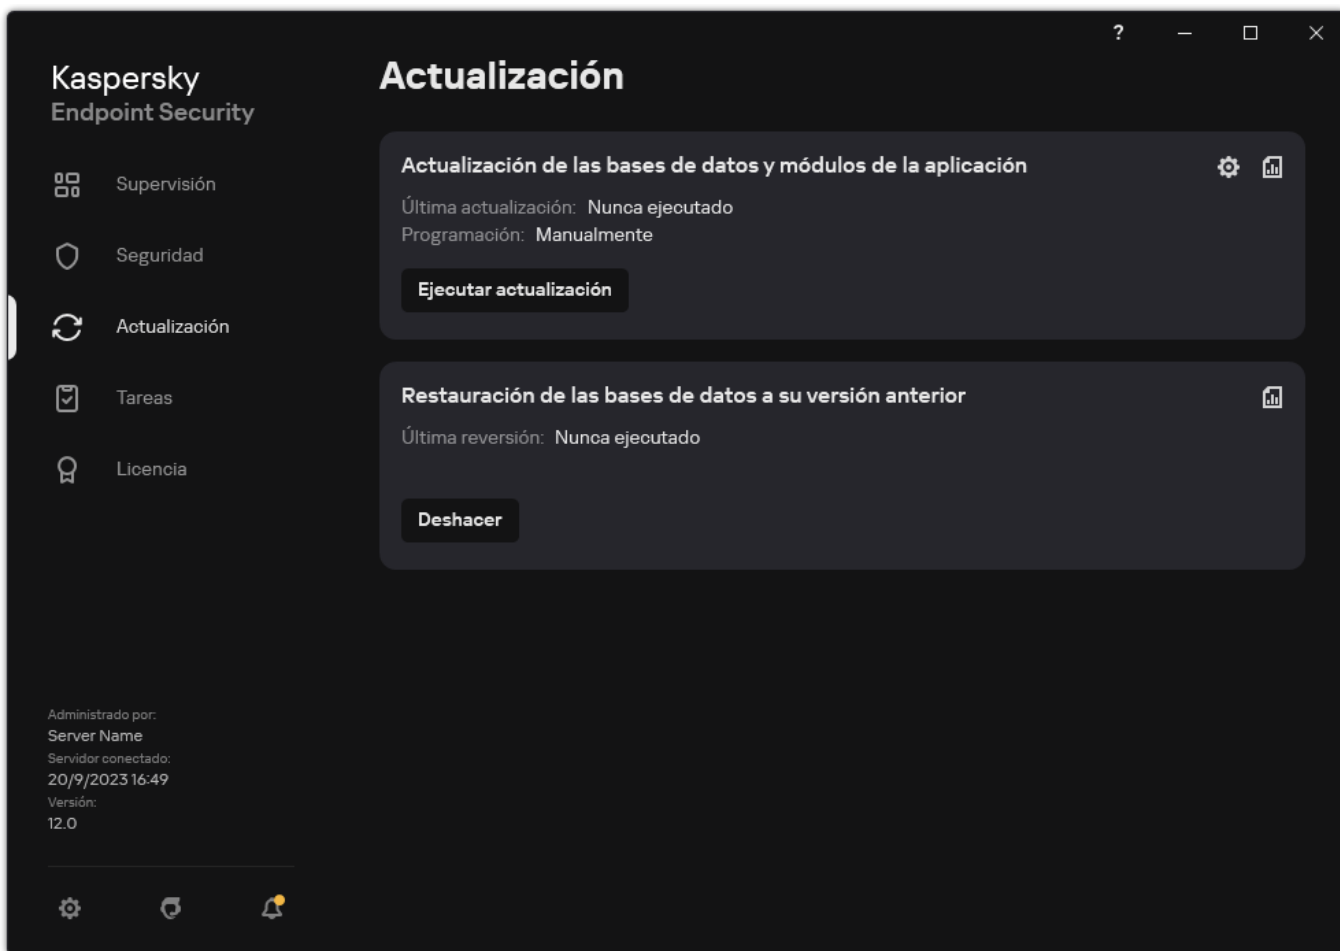 ?
Kaspersky
Endpoint Security
Supervisión
Seguridad
Actualización
Tareas
Licencia
Administrado por:
Server Name
Servidor conectado:
20/9/2023 16:49
Versión:
12.0
Actualización
Actualización de las bases de datos y módulos de la aplicación
Última actualización: Nunca ejecutado
Programación: Manualmente
Ejecutar actualización
Restauración de las bases de datos a su versión anterior
Última reversión: Nunca ejecutado
Deshacer